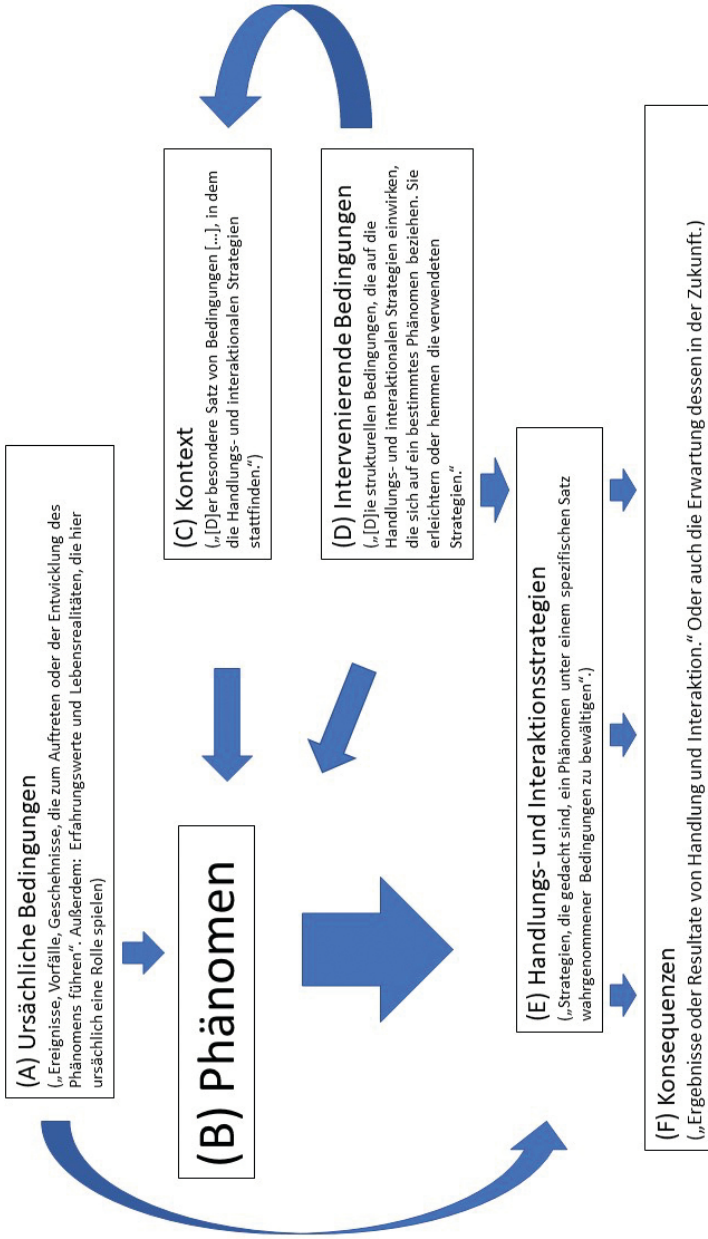 (A) Ursächliche Bedingungen
(„Ereignisse, Vorfälle, Geschehnisse, die zum Auftreten oder der Entwicklung des
Phänomens führen“. Außerdem: Erfahrungswerte und Lebensrealitäten, die hier
ursächlich eine Rolle spielen)
(B) Phänomen
(C) Kontext
(„[D]er besondere Satz von Bedingungen [...], in dem
die Handlungs- und interaktionalen Strategien
stattfinden.“)
(D) Intervenierende Bedingungen
(„[D]ie strukturellen Bedingungen, die auf die
Handlungs- und interaktionalen Strategien einwirken,
die sich auf ein bestimmtes Phänomen beziehen. Sie
erleichtern oder hemmen die verwendeten
Strategien.“
(E) Handlungs- und Interaktionsstrategien
(„Strategien, die gedacht sind, ein Phänomen unter einem spezifischen Satz
wahrgenommener Bedingungen zu bewältigen“.)
(F) Konsequenzen
(„Ergebnisse oder Resultate von Handlung und Interaktion.“ Oder auch die Erwartung dessen in der Zukunft.)